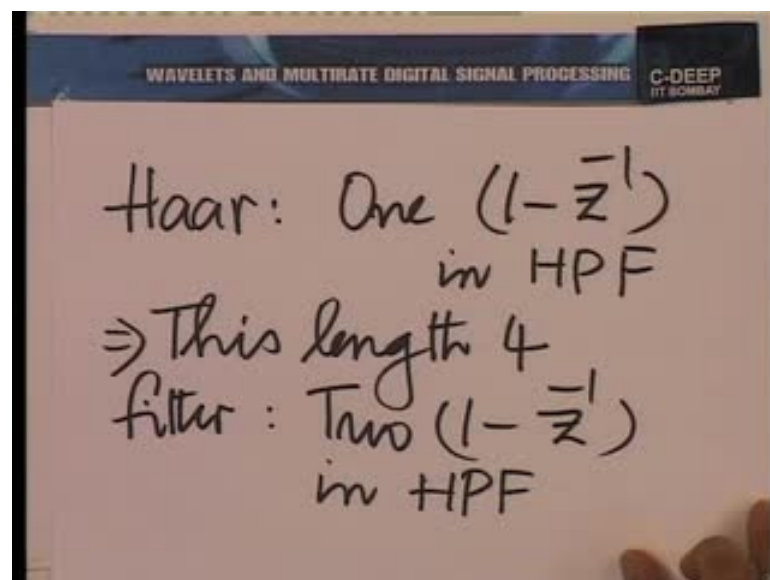 WAVELETS AND MULTIRATE DIGITAL SIGNAL PROCESSING
C-DEEP
IIT BOMBAY
Haar: One (1 - z⁻¹)
in HPF
⇒ This length 4
filter : Two (1 - z⁻¹)
in HPF